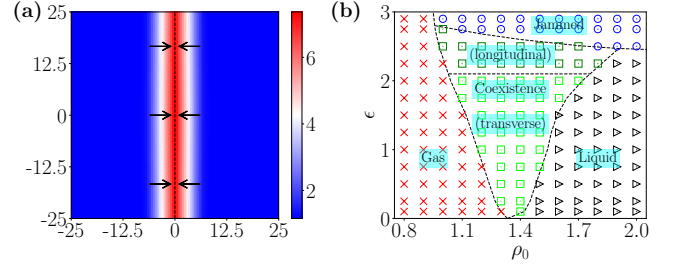 (a)
25
12.5
0
-12.5
-25
-25
-12.5
0
12.5
25
6
4
2
(b)
3
2
1
0
ϵ
Jammed
(longitudinal)
Coexistence
(transverse)
Gas
Liquid
0.8
1.1
1.4
1.7
2.0
ρ0